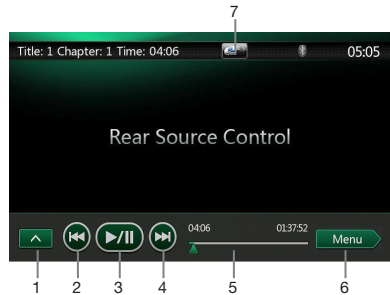 7
Title: 1 Chapter: 1 Time: 04:06 05:05
Rear Source Control
04:06 01:37:52
Menu
1 2 3 4 5 6